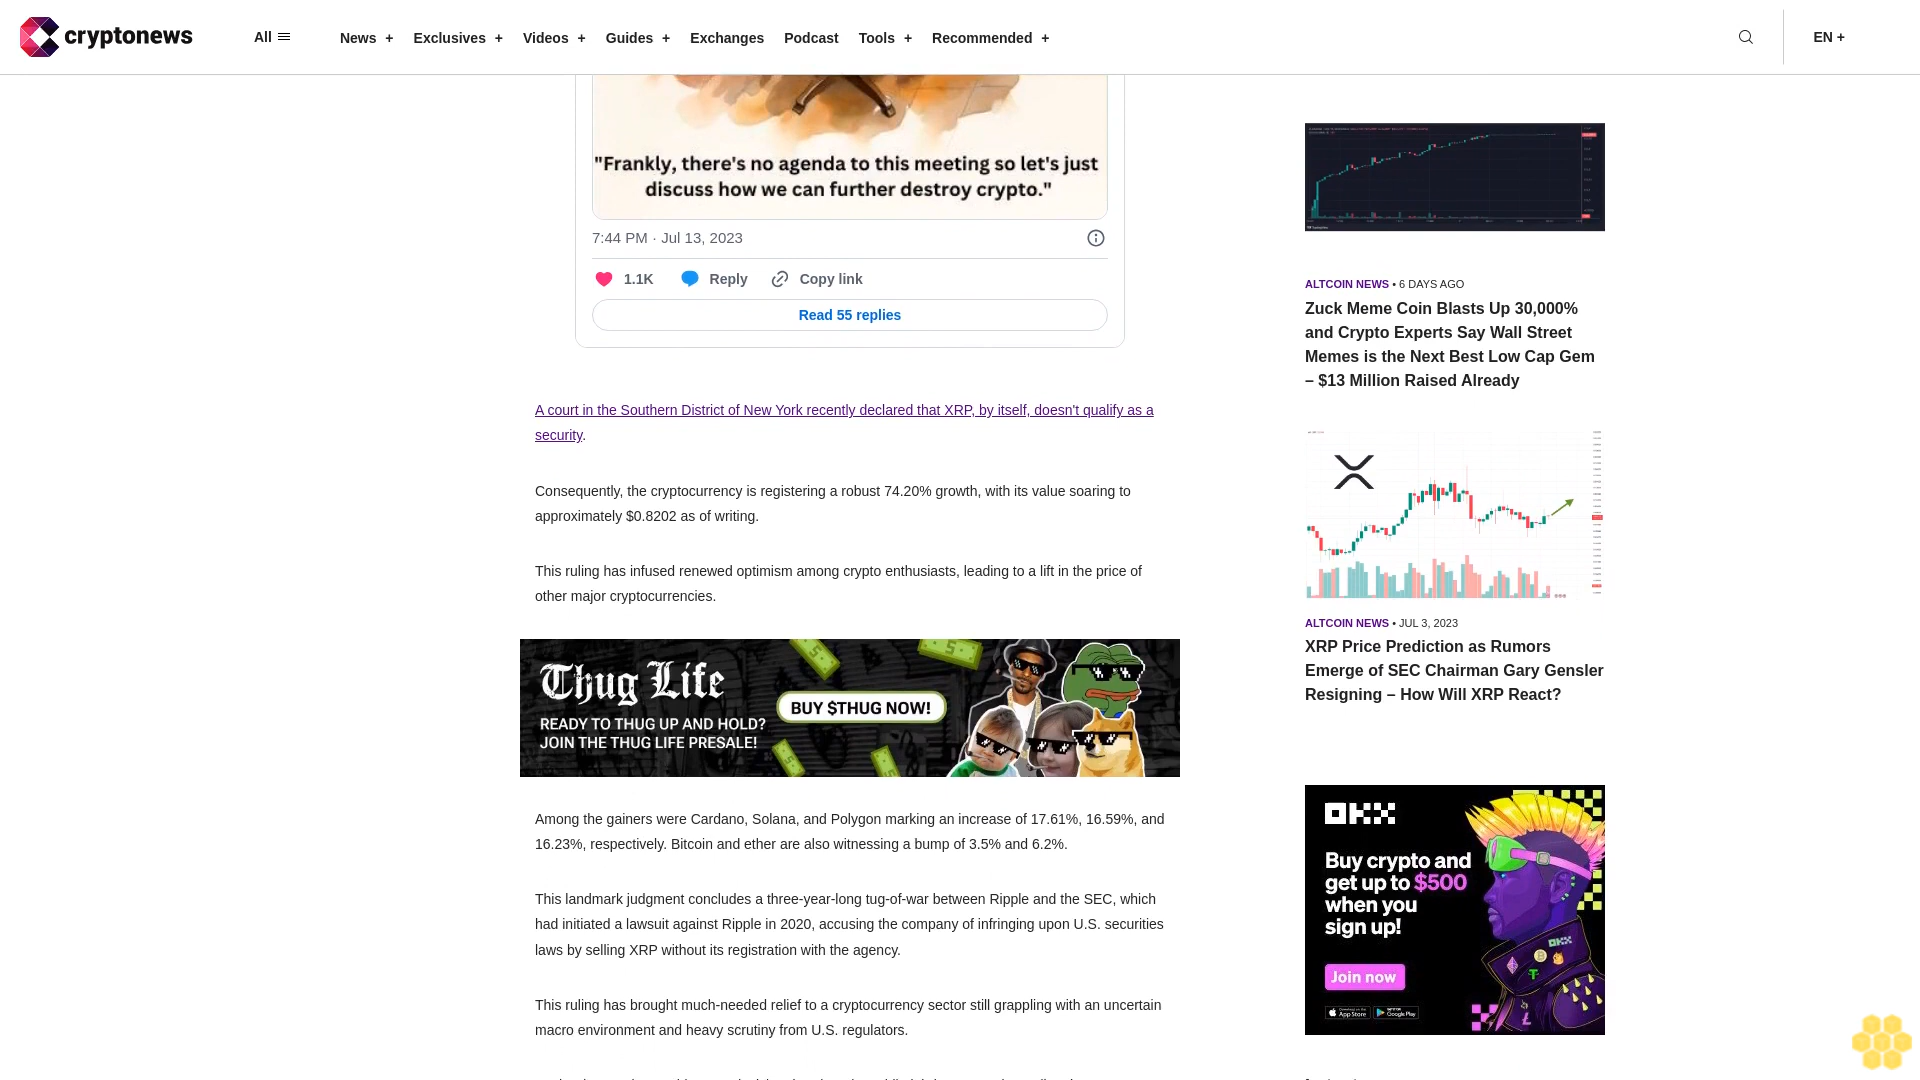 cryptonews
All
News +
Exclusives +
Videos +
Guides +
Exchanges
Podcast
Tools +
Recommended +
EN +
"Frankly, there's no agenda to this meeting so let's just
discuss how we can further destroy crypto."
7:44 PM · Jul 13, 2023
1.1K
Reply
Copy link
Read 55 replies
A court in the Southern District of New York recently declared that XRP, by itself, doesn't qualify as a
security.
Consequently, the cryptocurrency is registering a robust 74.20% growth, with its value soaring to
approximately $0.8202 as of writing.
This ruling has infused renewed optimism among crypto enthusiasts, leading to a lift in the price of
other major cryptocurrencies.
Thug Life
READY TO THUG UP AND HOLD?
JOIN THE THUG LIFE PRESALE!
BUY $THUG NOW!
Among the gainers were Cardano, Solana, and Polygon marking an increase of 17.61%, 16.59%, and
16.23%, respectively. Bitcoin and ether are also witnessing a bump of 3.5% and 6.2%.
This landmark judgment concludes a three-year-long tug-of-war between Ripple and the SEC, which
had initiated a lawsuit against Ripple in 2020, accusing the company of infringing upon U.S. securities
laws by selling XRP without its registration with the agency.
This ruling has brought much-needed relief to a cryptocurrency sector still grappling with an uncertain
macro environment and heavy scrutiny from U.S. regulators.
ALTCOIN NEWS • 6 DAYS AGO
Zuck Meme Coin Blasts Up 30,000%
and Crypto Experts Say Wall Street
Memes is the Next Best Low Cap Gem
– $13 Million Raised Already
ALTCOIN NEWS • JUL 3, 2023
XRP Price Prediction as Rumors
Emerge of SEC Chairman Gary Gensler
Resigning – How Will XRP React?
OKX
Buy crypto and
get up to $500
when you
sign up!
Join now
App Store
Google Play
OKX